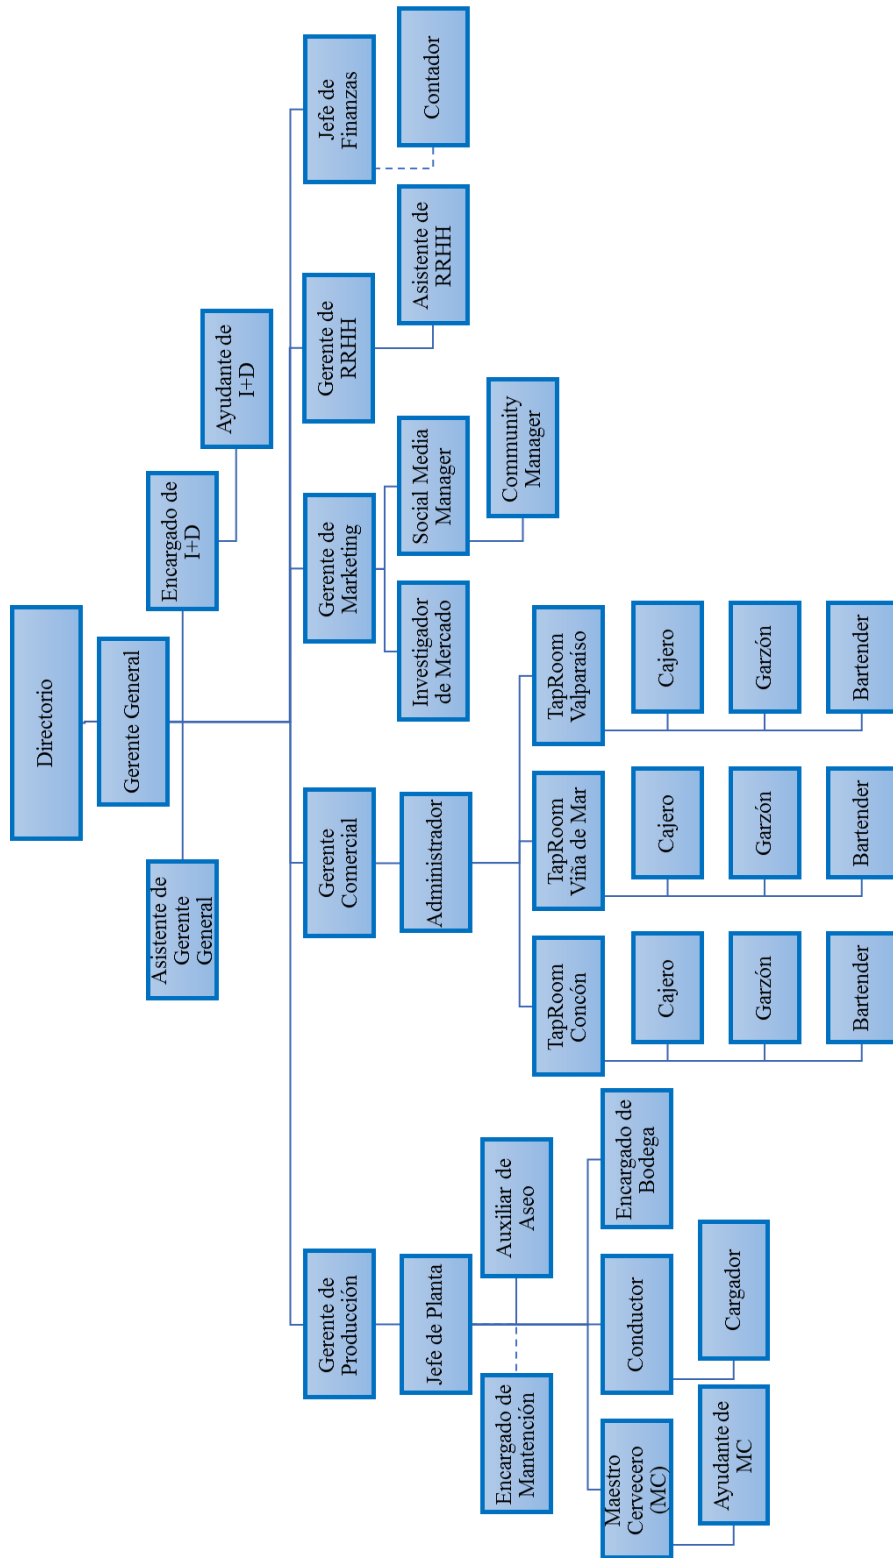 Directorio
Gerente General
Asistente de
Gerente
General
Encargado de
I+D
Ayudante de
I+D
Gerente de
Producción
Gerente
Comercial
Gerente de
Marketing
Gerente de
RRHH
Jefe de
Finanzas
Jefe de Planta
Administrador
Investigador
de Mercado
Social Media
Manager
Asistente de
RRHH
Contador
Encargado de
Mantención
Auxiliar de
Aseo
Community
Manager
TapRoom
Concón
TapRoom
Viña de Mar
TapRoom
Valparaíso
Maestro
Cervecero
(MC)
Conductor
Encargado de
Bodega
Cajero
Cajero
Cajero
Ayudante de
MC
Cargador
Garzón
Garzón
Garzón
Bartender
Bartender
Bartender